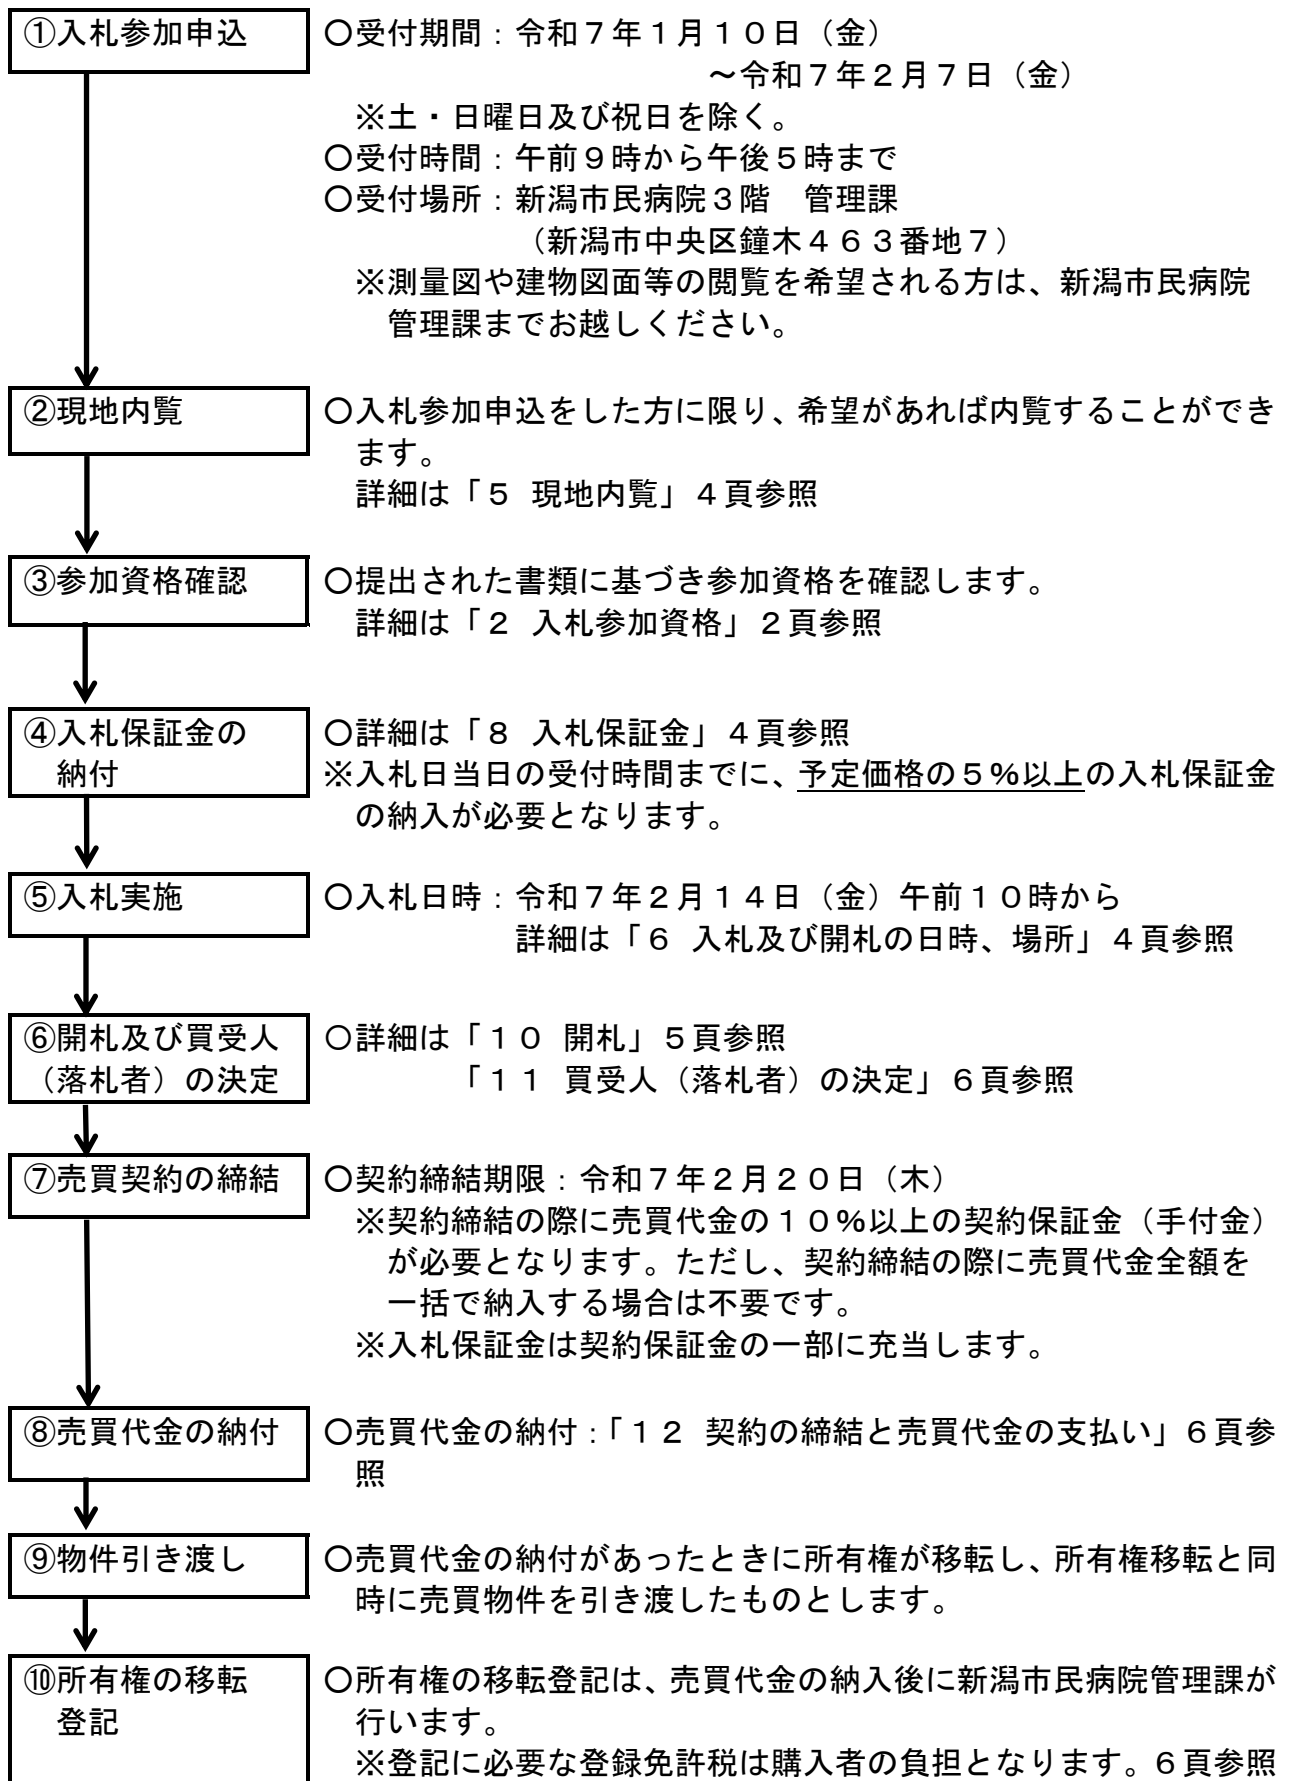 ①入札参加申込
〇受付期間：令和７年１月１０日（金）
～令和７年２月７日（金）
※土・日曜日及び祝日を除く。
〇受付時間：午前９時から午後５時まで
〇受付場所：新潟市民病院３階　管理課
（新潟市中央区鐘木４６３番地７）
※測量図や建物図面等の閲覧を希望される方は、新潟市民病院
管理課までお越しください。
②現地内覧
〇入札参加申込をした方に限り、希望があれば内覧することができ
ます。
詳細は「５ 現地内覧」４頁参照
③参加資格確認
〇提出された書類に基づき参加資格を確認します。
詳細は「２ 入札参加資格」２頁参照
④入札保証金の
納付
〇詳細は「８ 入札保証金」４頁参照
※入札日当日の受付時間までに、予定価格の５%以上の入札保証金
の納入が必要となります。
⑤入札実施
〇入札日時：令和７年２月１４日（金）午前１０時から
詳細は「６ 入札及び開札の日時、場所」４頁参照
⑥開札及び買受人
（落札者）の決定
〇詳細は「１０ 開札」５頁参照
「１１ 買受人（落札者）の決定」６頁参照
⑦売買契約の締結
〇契約締結期限：令和７年２月２０日（木）
※契約締結の際に売買代金の１０%以上の契約保証金（手付金）
が必要となります。ただし、契約締結の際に売買代金全額を
一括で納入する場合は不要です。
※入札保証金は契約保証金の一部に充当します。
⑧売買代金の納付
〇売買代金の納付：「１２ 契約の締結と売買代金の支払い」６頁参
照
⑨物件引き渡し
〇売買代金の納付があったときに所有権が移転し、所有権移転と同
時に売買物件を引き渡したものとします。
⑩所有権の移転
登記
〇所有権の移転登記は、売買代金の納入後に新潟市民病院管理課が
行います。
※登記に必要な登録免許税は購入者の負担となります。６頁参照